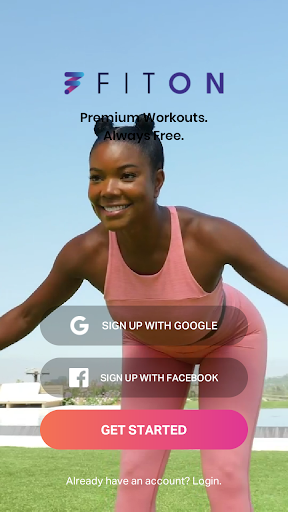 FITON
Premium Workouts.
Always Free.
G SIGN UP WITH GOOGLE
f SIGN UP WITH FACEBOOK
GET STARTED
Already have an account? Login.